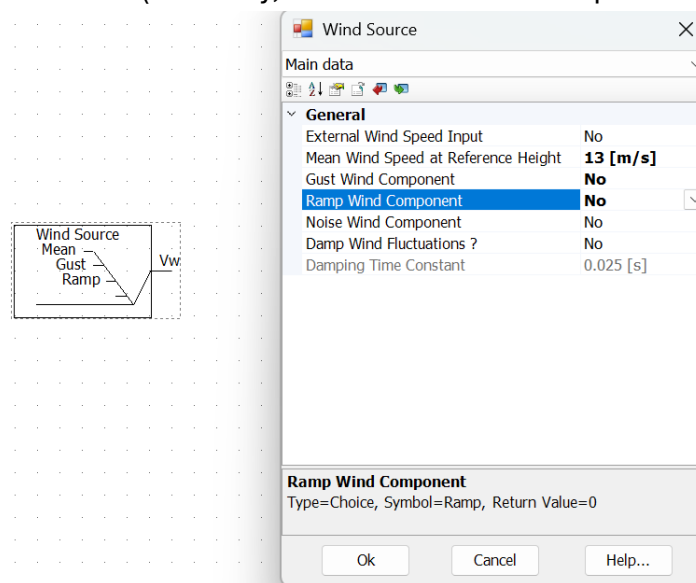 Wind Source
Main data
General
External Wind Speed Input No
Mean Wind Speed at Reference Height 13 [m/s]
Gust Wind Component No
Ramp Wind Component No
Noise Wind Component No
Damp Wind Fluctuations ? No
Damping Time Constant 0.025 [s]
Wind Source
Mean
Gust
Ramp
Vw
Ramp Wind Component
Type=Choice, Symbol=Ramp, Return Value=0
Ok Cancel Help...